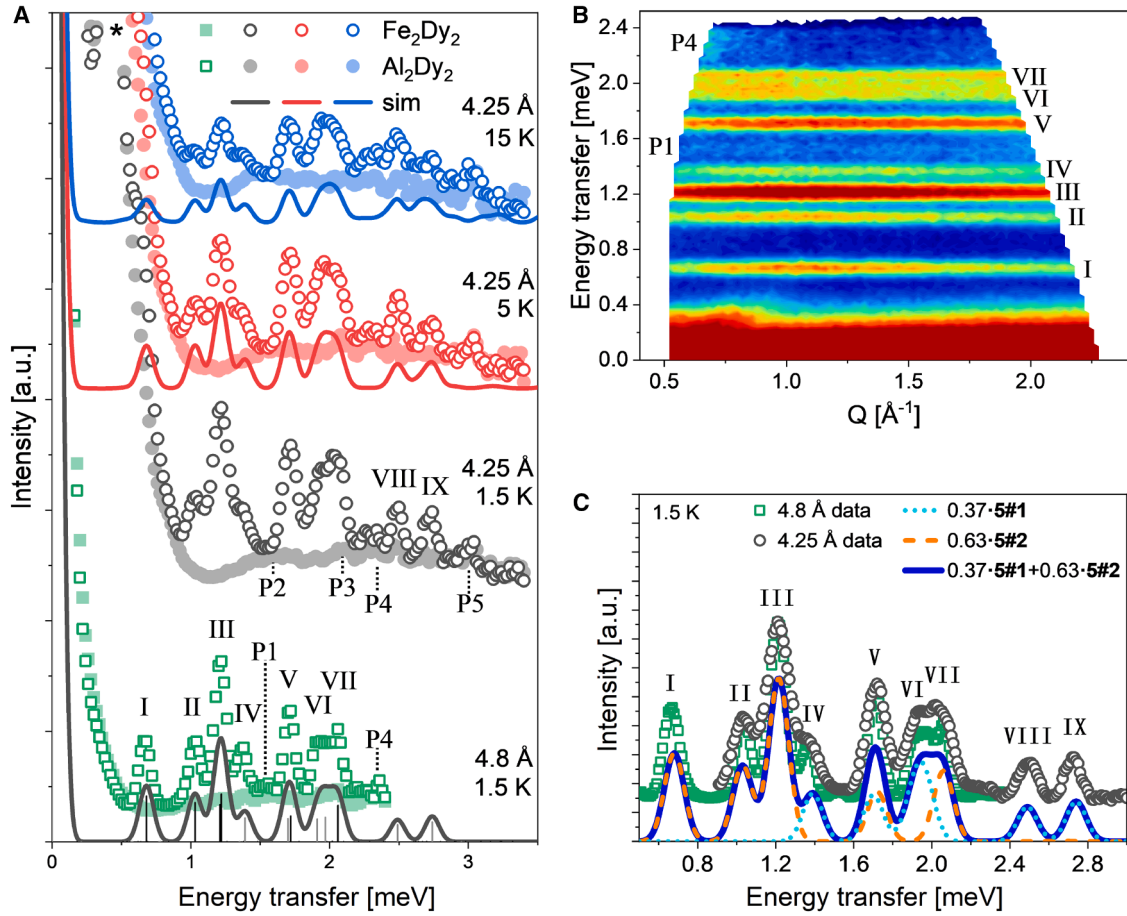 A
*
Fe₂Dy₂
Al₂Dy₂
sim
4.25 Å
15 K
4.25 Å
5 K
4.25 Å
1.5 K
VIII
IX
P2
P3
P4
P5
I
II
III
IV
P1
V
VI
VII
P4
4.8 Å
1.5 K
Intensity [a.u.]
0 1 2 3
Energy transfer [meV]
B
Energy transfer [meV]
2.4
2.0
1.6
1.2
0.8
0.4
0.0
P4
P1
VII
VI
V
IV
III
II
I
0.5 1.0 1.5 2.0
Q [Å⁻¹]
C
1.5 K
4.8 Å data
4.25 Å data
0.37·5#1
0.63·5#2
0.37·5#1+0.63·5#2
I
II
III
IV
V
VI
VII
VIII
IX
Intensity [a.u.]
0.8 1.2 1.6 2.0 2.4 2.8
Energy transfer [meV]